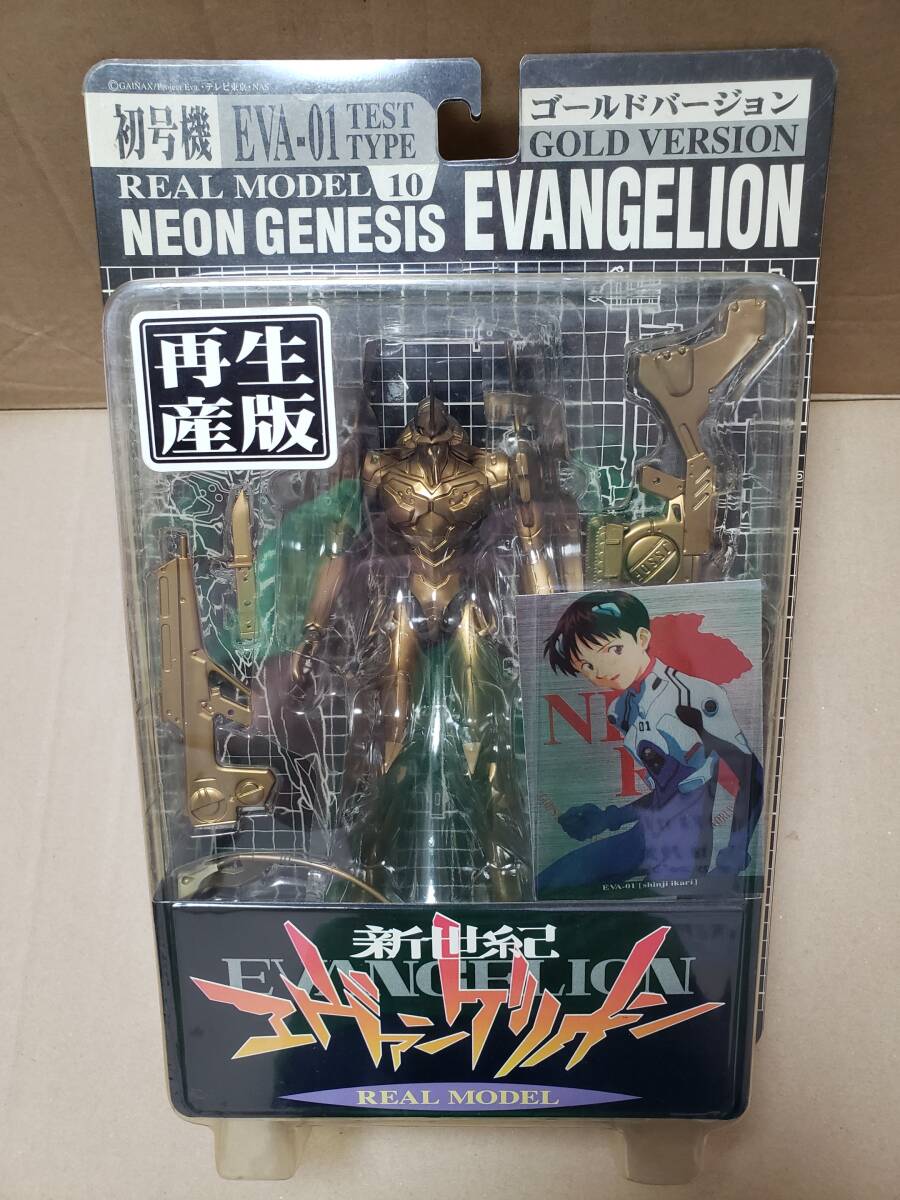 ©GAINAX/Project Eva.・テレビ東京・NAS
初号機 EVA-01 TEST TYPE
ゴールドバージョン
GOLD VERSION
REAL MODEL 10
NEON GENESIS EVANGELION
再生
産版
01
EVA-01 [shinji ikari]
新世紀
EVANGELION
エヴァンゲリオン
REAL MODEL